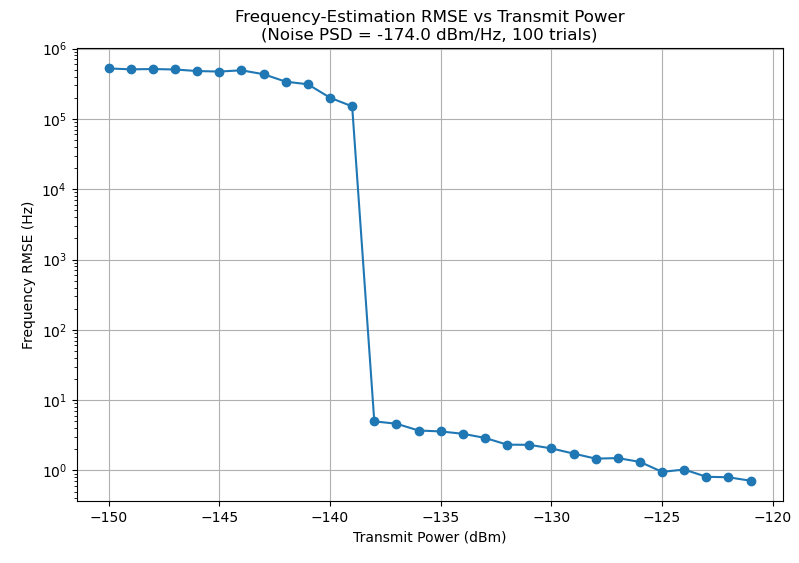 Frequency-Estimation RMSE vs Transmit Power
(Noise PSD = -174.0 dBm/Hz, 100 trials)
10⁶
10⁵
10⁴
10³
10²
10¹
10⁰
Frequency RMSE (Hz)
−150 −145 −140 −135 −130 −125 −120
Transmit Power (dBm)